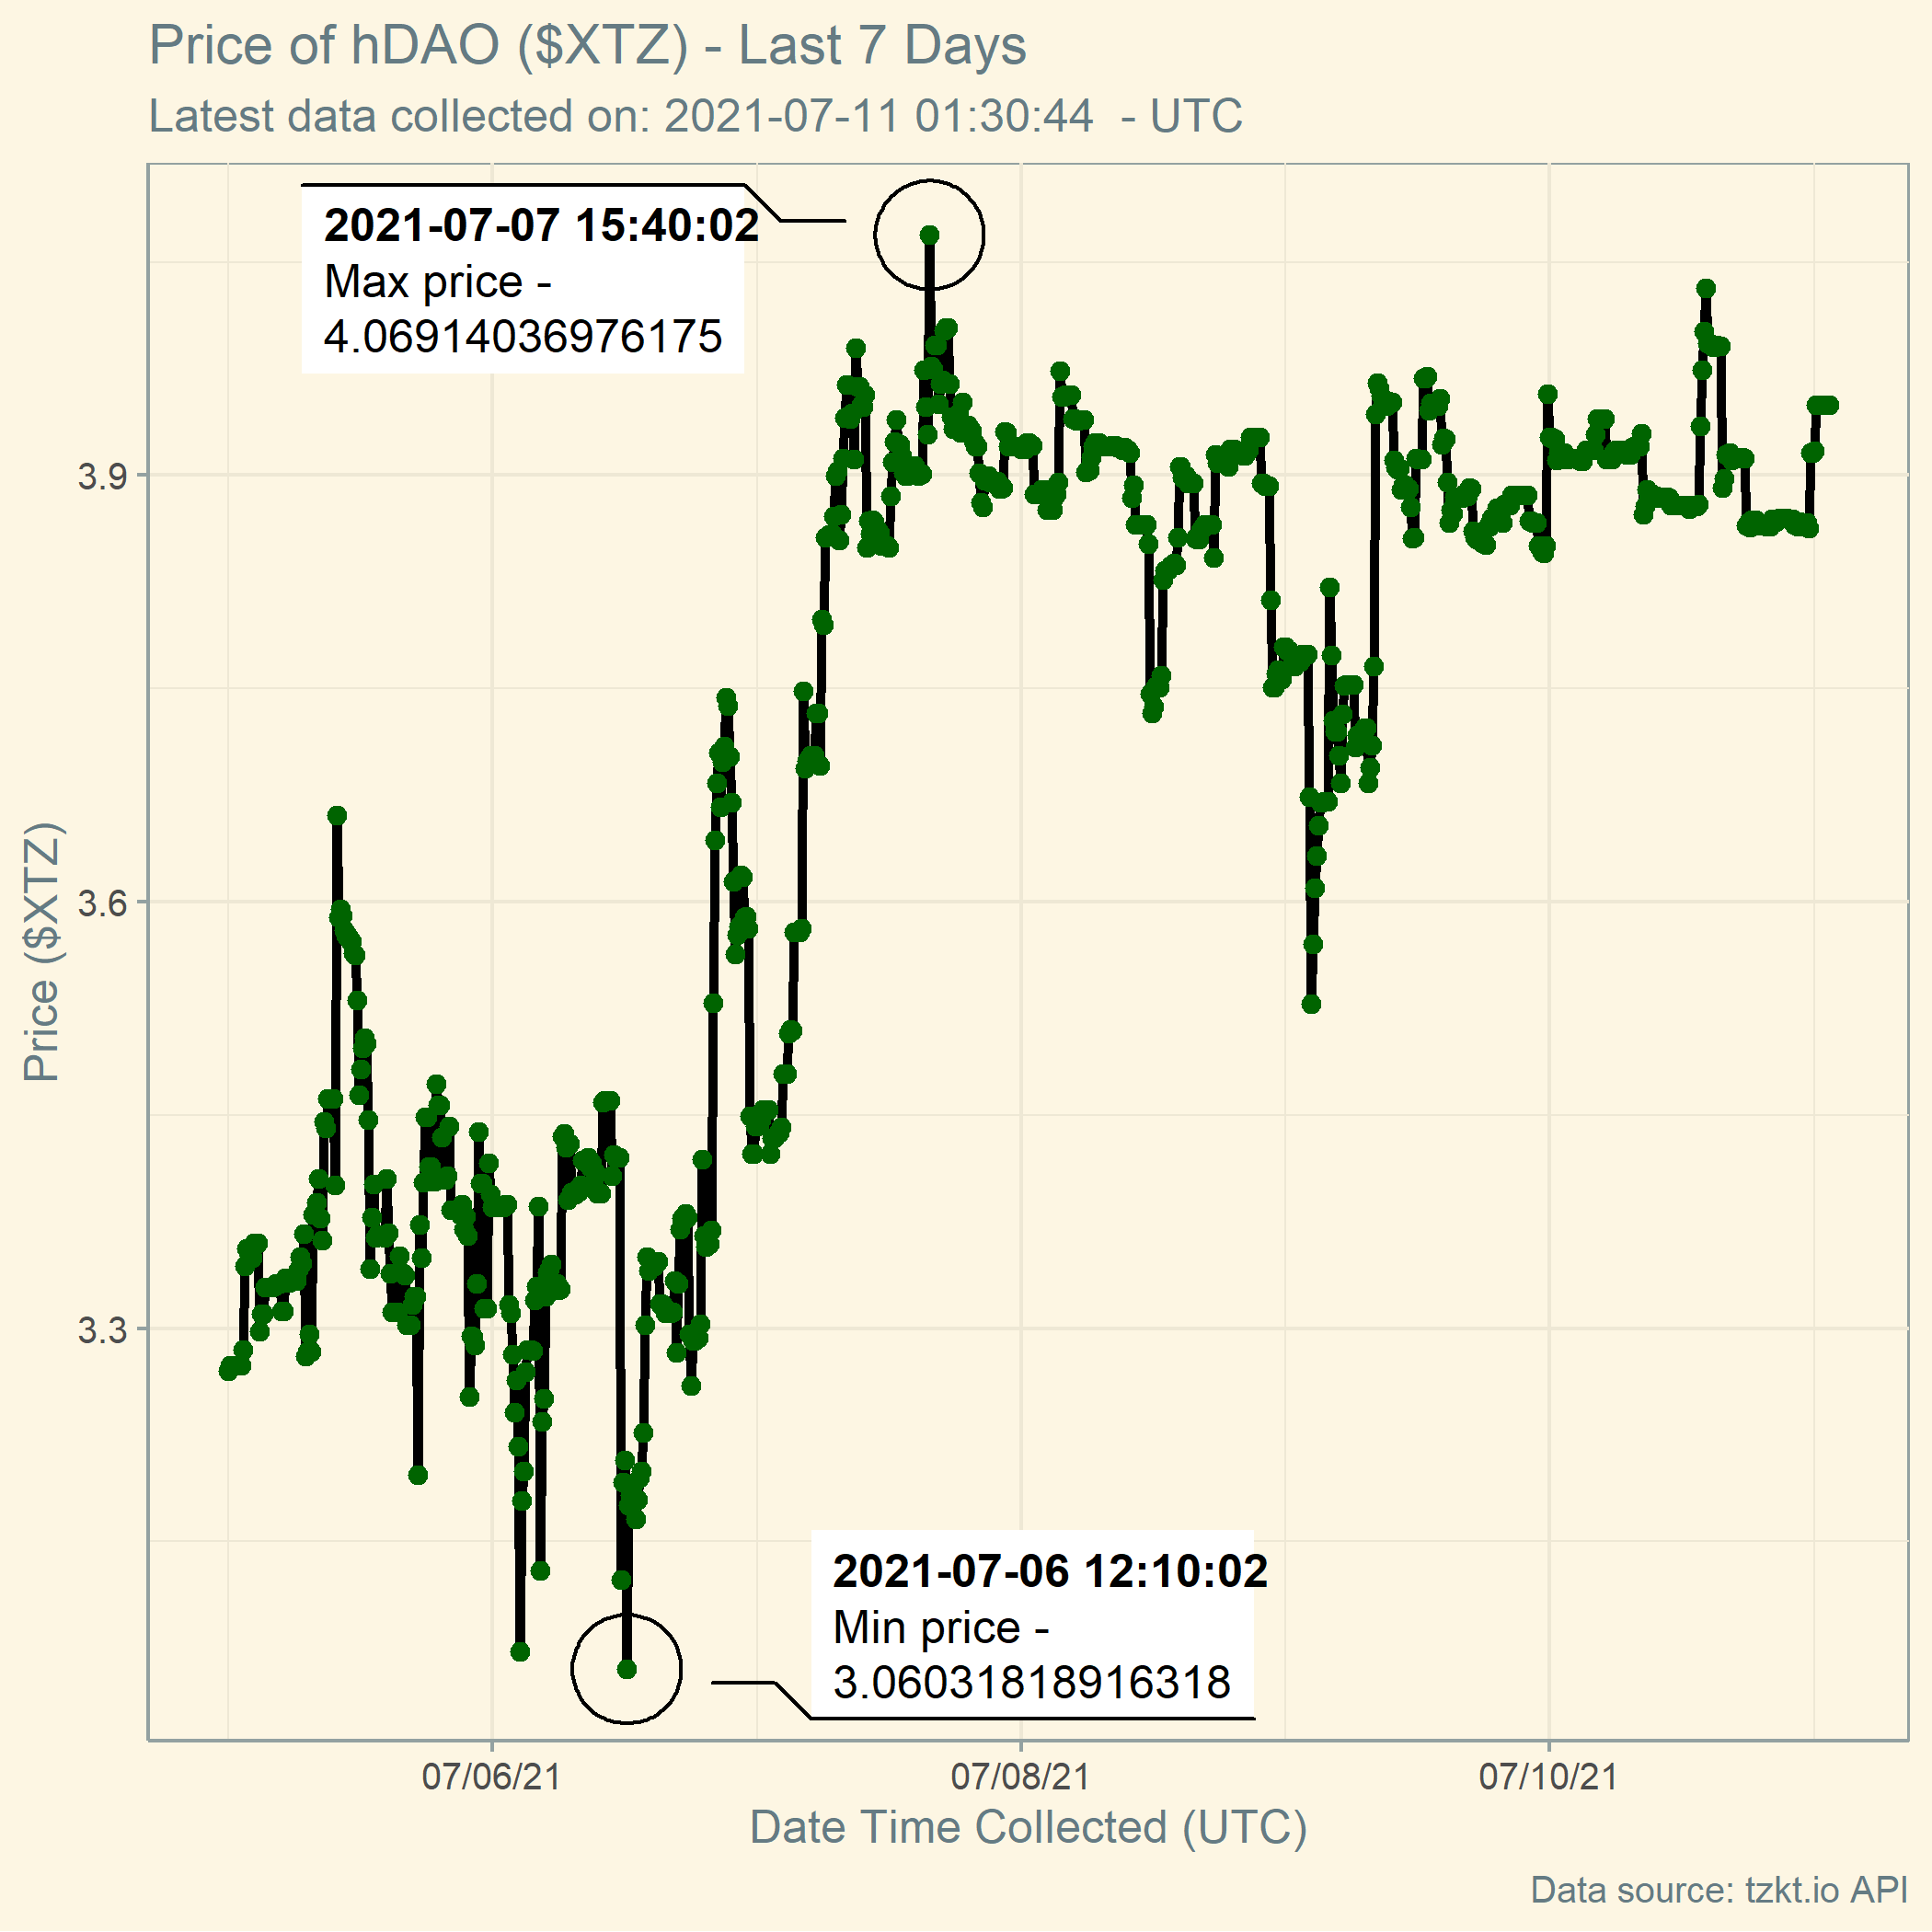 Price of hDAO ($XTZ) - Last 7 Days
Latest data collected on: 2021-07-11 01:30:44  - UTC
2021-07-07 15:40:02
Max price -
4.06914036976175
3.9
3.6
3.3
Price ($XTZ)
2021-07-06 12:10:02
Min price -
3.06031818916318
07/06/21
07/08/21
07/10/21
Date Time Collected (UTC)
Data source: tzkt.io API